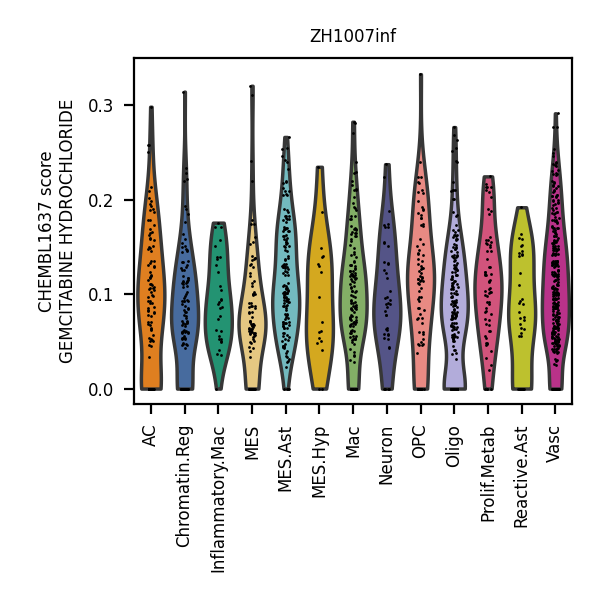 ZH1007inf
CHEMBL1637 score
GEMCITABINE HYDROCHLORIDE
0.3
0.2
0.1
0.0
AC
Chromatin.Reg
Inflammatory.Mac
MES
MES.Ast
MES.Hyp
Mac
Neuron
OPC
Oligo
Prolif.Metab
Reactive.Ast
Vasc